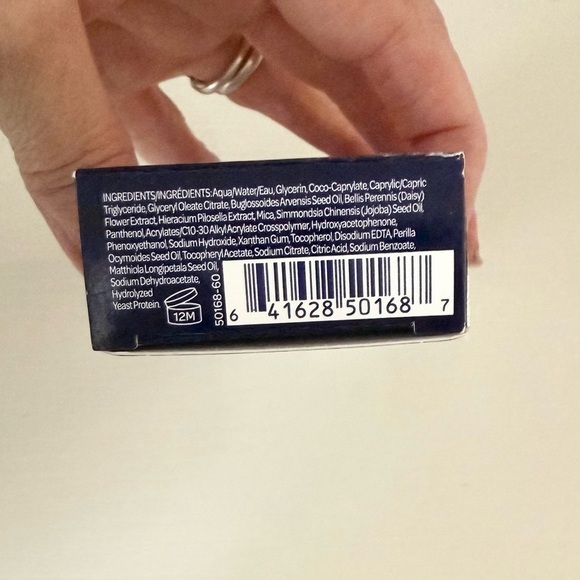 INGREDIENTS/INGRÉDIENTS: Aqua/Water/Eau, Glycerin, Coco-Caprylate, Caprylic/Capric
Triglyceride, Glyceryl Oleate Citrate, Buglossoides Arvensis Seed Oil, Bellis Perennis (Daisy)
Flower Extract, Hieracium Pilosella Extract, Mica, Simmondsia Chinensis (Jojoba) Seed Oil,
Panthenol, Acrylates/C10-30 Alkyl Acrylate Crosspolymer, Hydroxyacetophenone,
Phenoxyethanol, Sodium Hydroxide, Xanthan Gum, Tocopherol, Disodium EDTA, Perilla
Ocymoides Seed Oil, Tocopheryl Acetate, Sodium Citrate, Citric Acid, Sodium Benzoate,
Matthiola Longipetala Seed Oil,
Sodium Dehydroacetate,
Hydrolyzed
Yeast Protein.
12M
50168-60
6 41628 50168 7